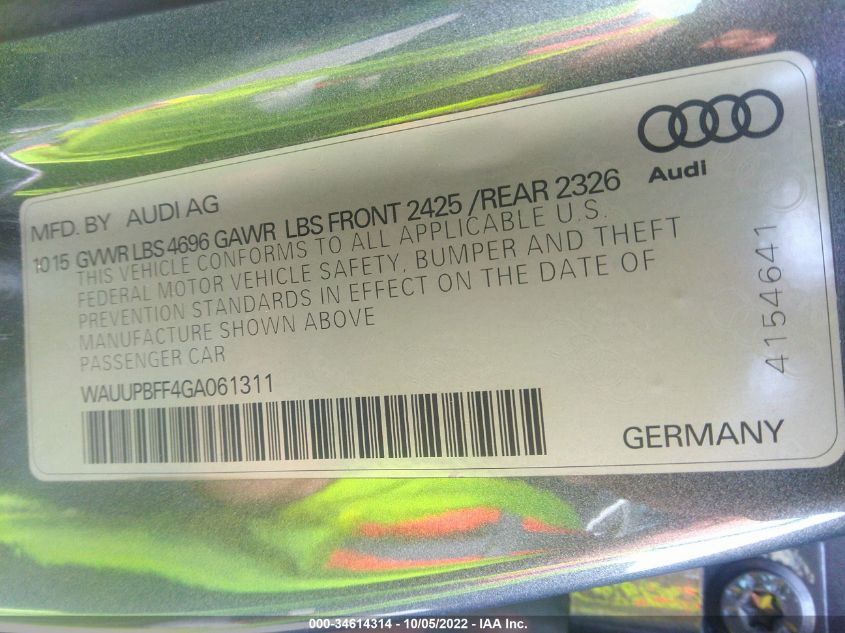 Audi
MFD. BY AUDI AG
1015 GVWR LBS 4696 GAWR LBS FRONT 2425 /REAR 2326
THIS VEHICLE CONFORMS TO ALL APPLICABLE U.S.
FEDERAL MOTOR VEHICLE SAFETY, BUMPER AND THEFT
PREVENTION STANDARDS IN EFFECT ON THE DATE OF
MANUFACTURE SHOWN ABOVE
PASSENGER CAR
WAUUPBFF4GA061311
4154641
GERMANY
000-34614314 - 10/05/2022 - IAA Inc.